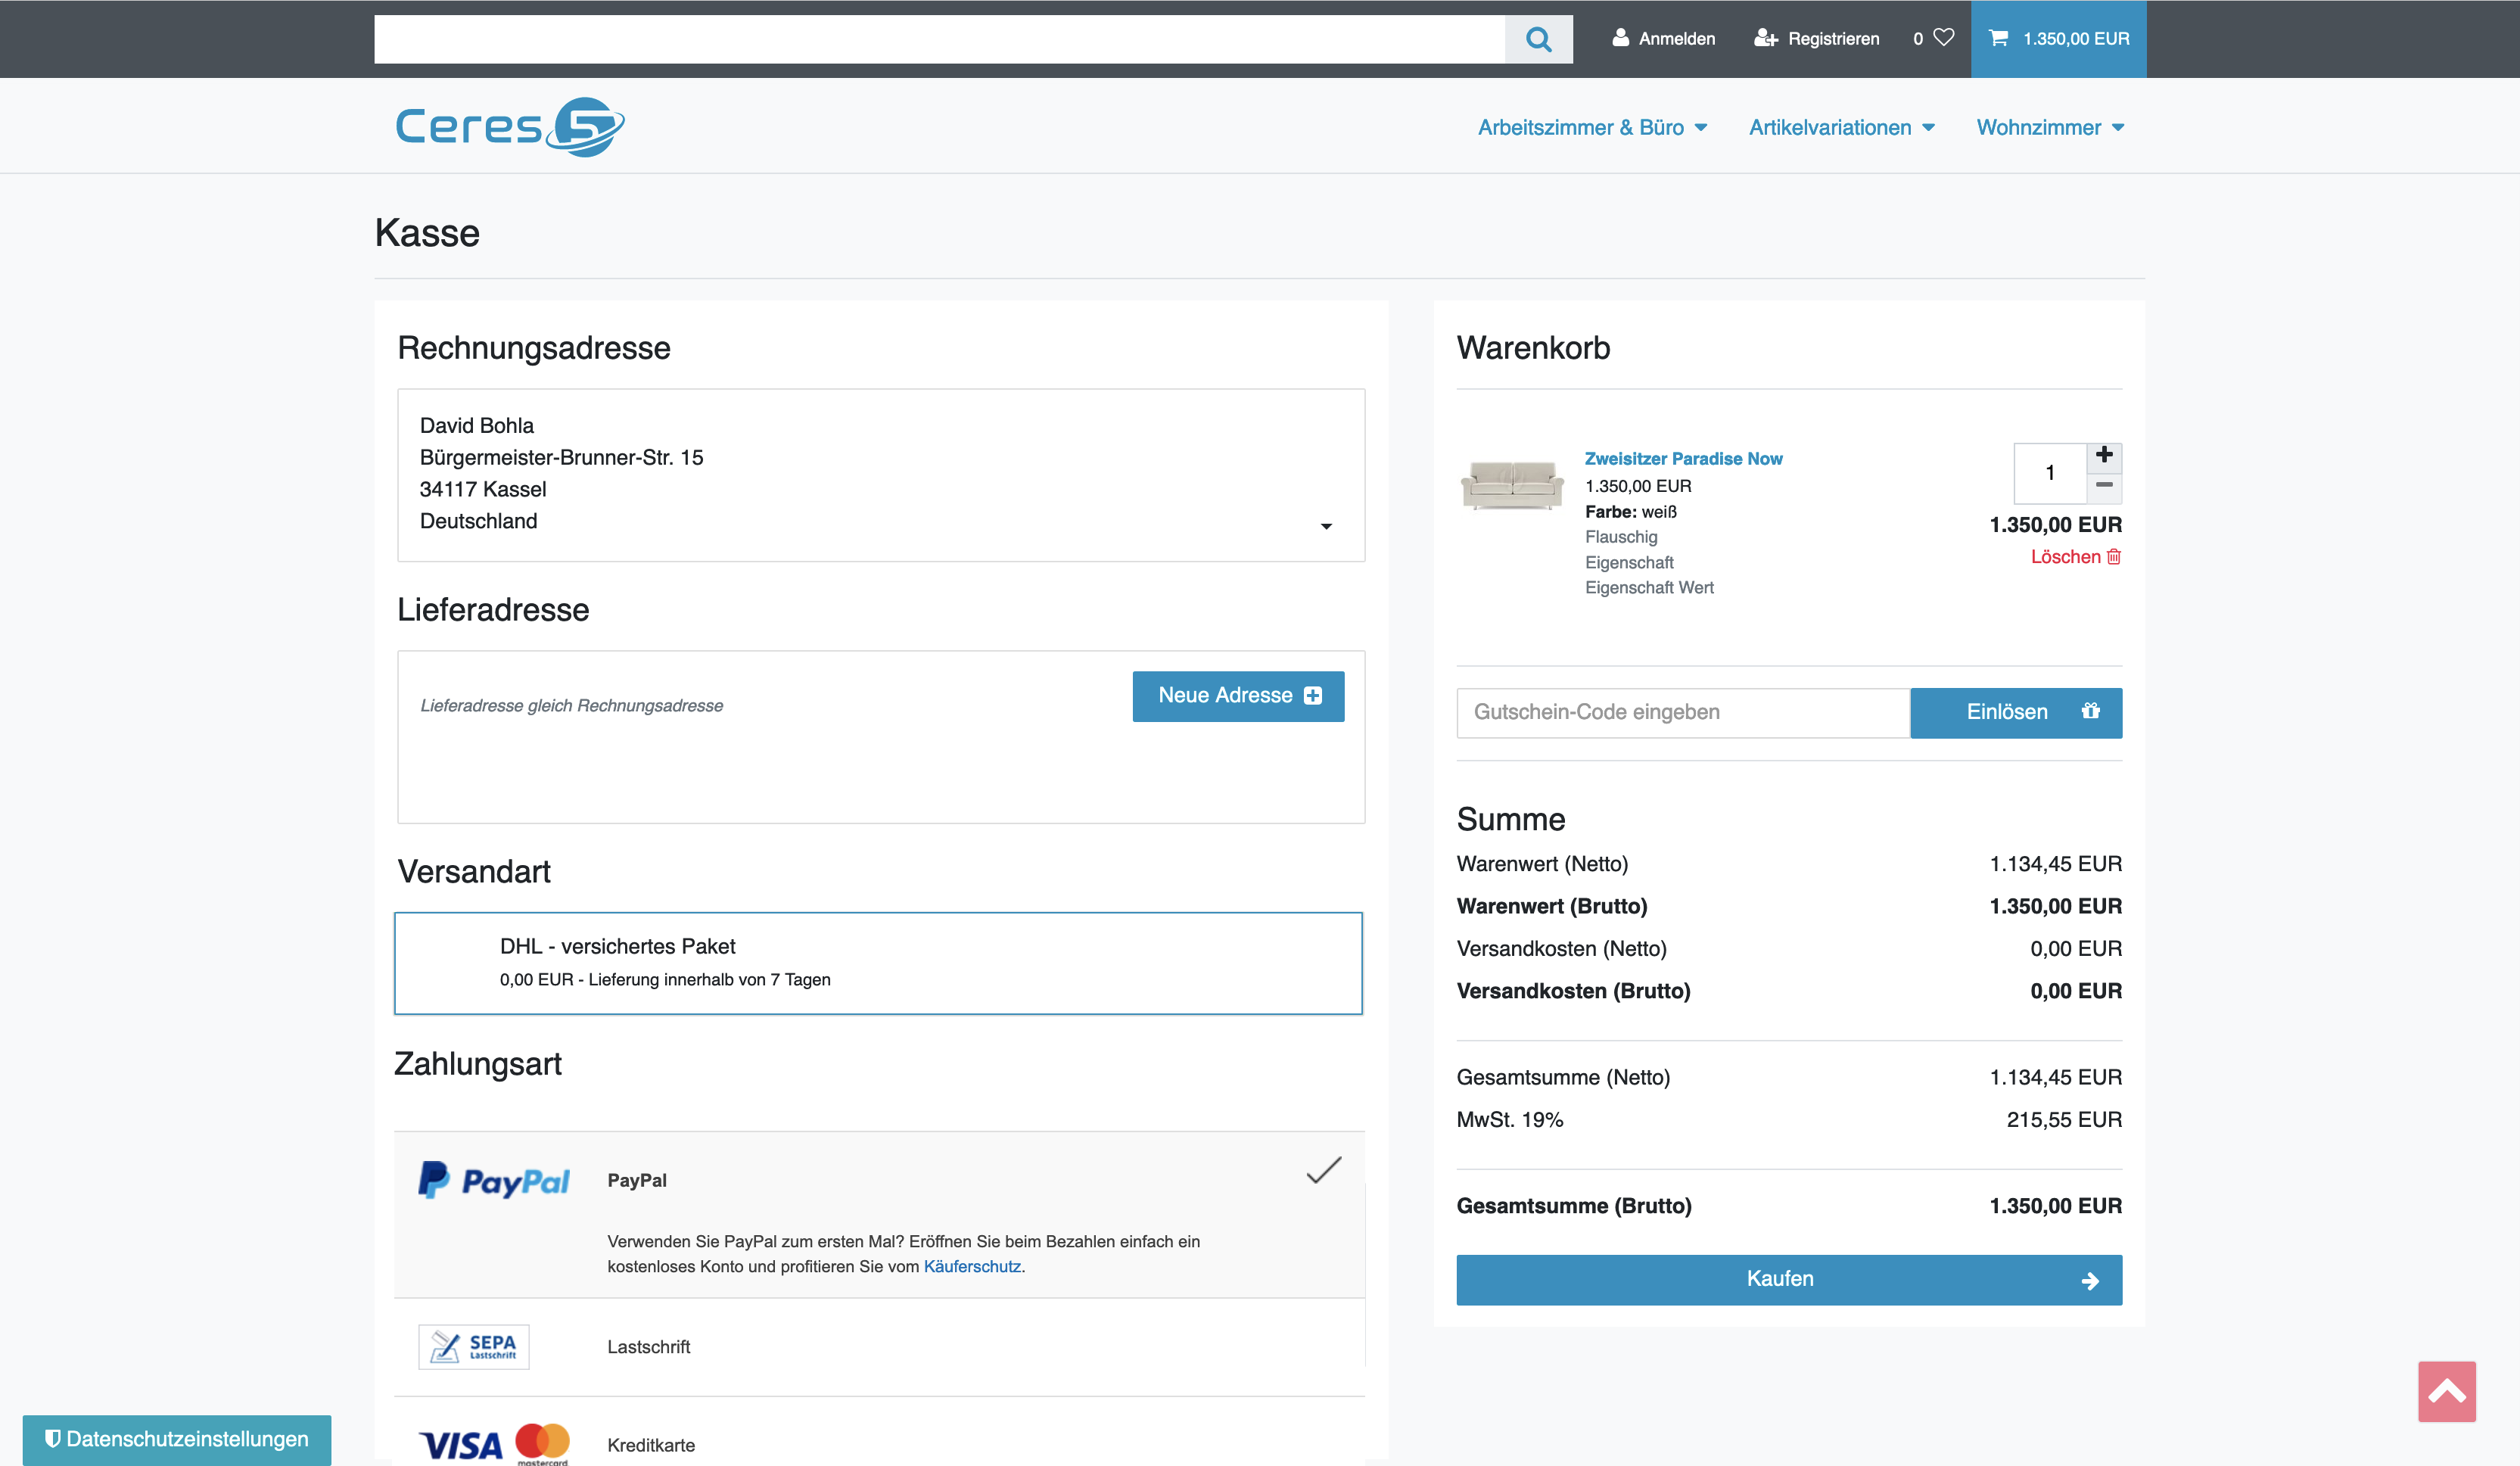 Anmelden
Registrieren
0
1.350,00 EUR
Ceres 5
Arbeitszimmer & Büro
Artikelvariationen
Wohnzimmer
Kasse
Rechnungsadresse
David Bohla
Bürgermeister-Brunner-Str. 15
34117 Kassel
Deutschland
Lieferadresse
Lieferadresse gleich Rechnungsadresse
Neue Adresse
Versandart
DHL - versichertes Paket
0,00 EUR - Lieferung innerhalb von 7 Tagen
Zahlungsart
PayPal
PayPal
Verwenden Sie PayPal zum ersten Mal? Eröffnen Sie beim Bezahlen einfach ein
kostenloses Konto und profitieren Sie vom Käuferschutz.
SEPA
Lastschrift
Lastschrift
VISA
mastercard.
Kreditkarte
Warenkorb
Zweisitzer Paradise Now
1.350,00 EUR
Farbe: weiß
Flauschig
Eigenschaft
Eigenschaft Wert
1
1.350,00 EUR
Löschen
Gutschein-Code eingeben
Einlösen
Summe
Warenwert (Netto) 1.134,45 EUR
Warenwert (Brutto) 1.350,00 EUR
Versandkosten (Netto) 0,00 EUR
Versandkosten (Brutto) 0,00 EUR
Gesamtsumme (Netto) 1.134,45 EUR
MwSt. 19% 215,55 EUR
Gesamtsumme (Brutto) 1.350,00 EUR
Kaufen
Datenschutzeinstellungen